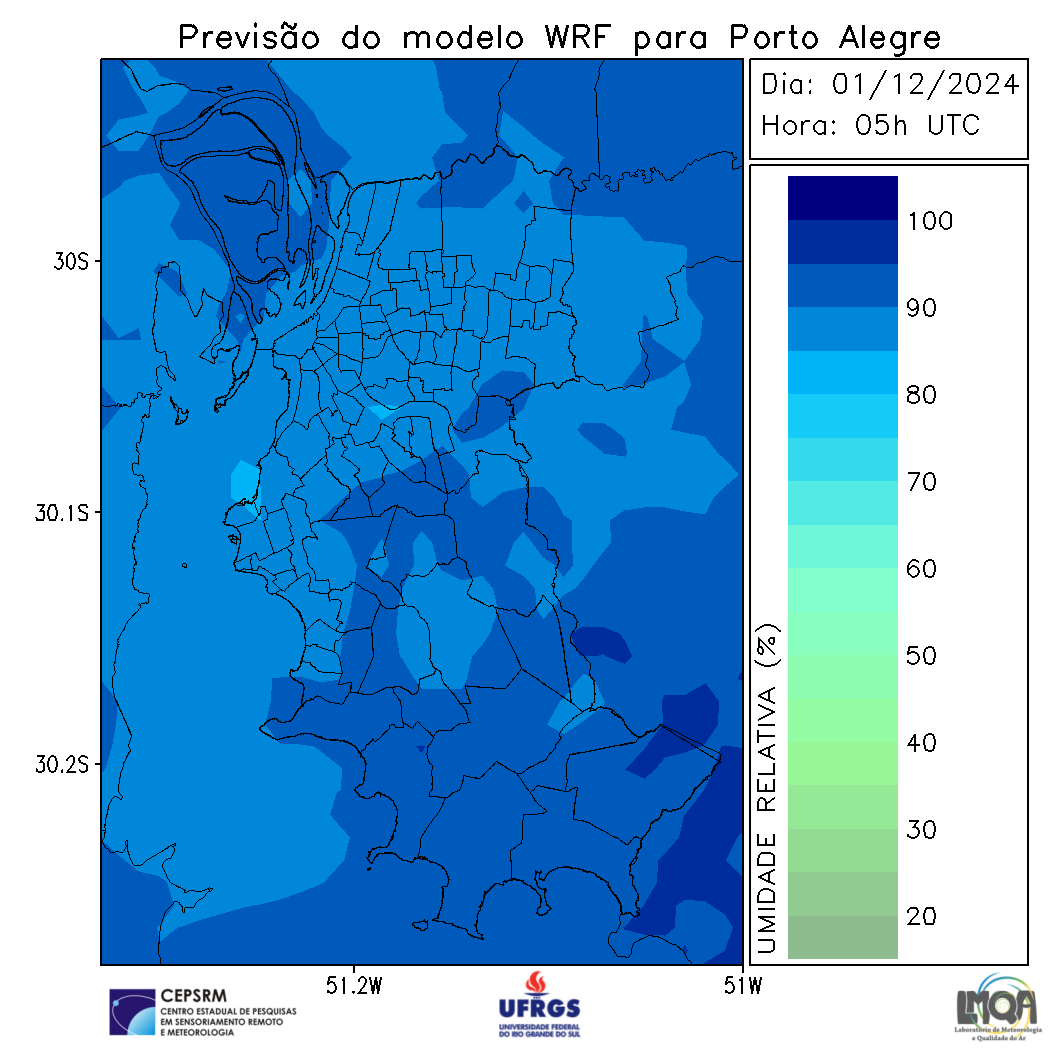 Previsão do modelo WRF para Porto Alegre
Dia: 01/12/2024
Hora: 05h UTC
100
90
80
70
60
50
40
30
20
UMIDADE RELATIVA (%)
30S
30.1S
30.2S
51.2W
51W
CEPSRM
CENTRO ESTADUAL DE PESQUISAS
EM SENSORIAMENTO REMOTO
E METEOROLOGIA
UFRGS
UNIVERSIDADE FEDERAL
DO RIO GRANDE DO SUL
LMQA
Laboratório de Meteorologia
e Qualidade do Ar